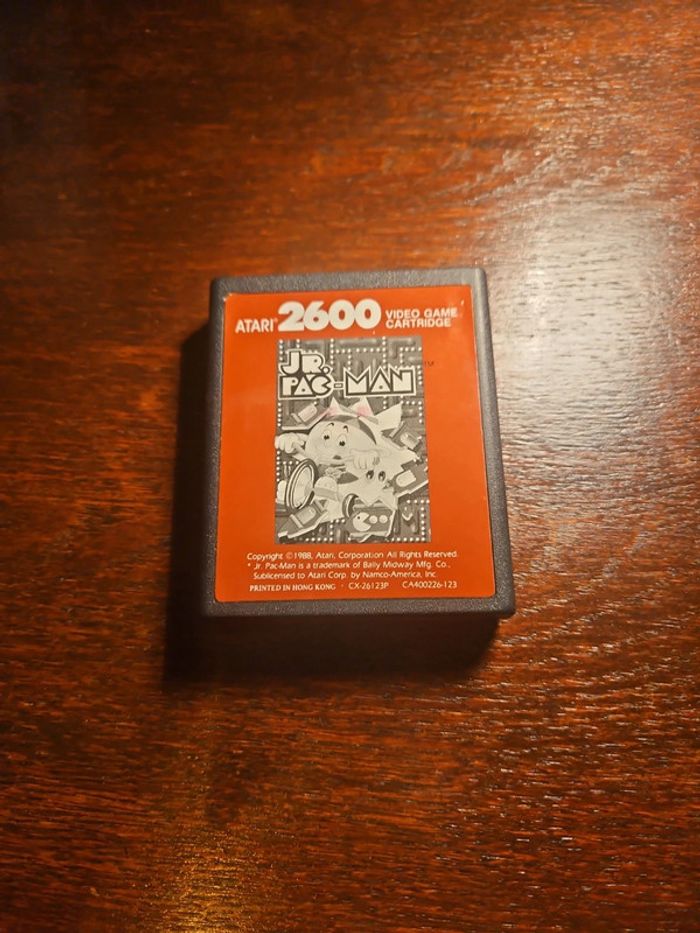 ATARI® 2600 VIDEO GAME
CARTRIDGE
JR.
PAC-MAN™
Copyright ©1988, Atari, Corporation All Rights Reserved.
* Jr. Pac-Man is a trademark of Bally Midway Mfg. Co.,
Sublicensed to Atari Corp. by Namco-America, Inc.
PRINTED IN HONG KONG · CX-26123P CA400226-123